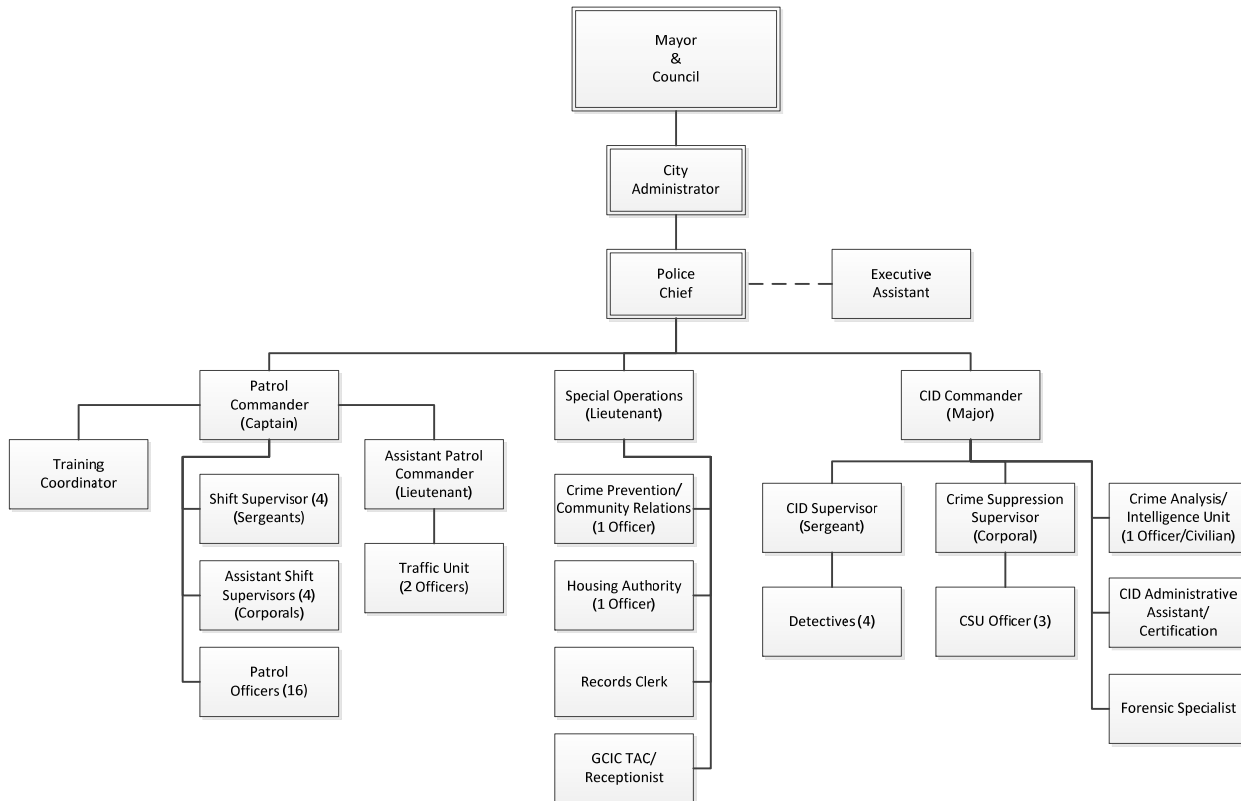 Mayor
&
Council
City
Administrator
Police
Chief
Executive
Assistant
Patrol
Commander
(Captain)
Special Operations
(Lieutenant)
CID Commander
(Major)
Training
Coordinator
Assistant Patrol
Commander
(Lieutenant)
Shift Supervisor (4)
(Sergeants)
Assistant Shift
Supervisors (4)
(Corporals)
Patrol
Officers (16)
Traffic Unit
(2 Officers)
Crime Prevention/
Community Relations
(1 Officer)
Housing Authority
(1 Officer)
Records Clerk
GCIC TAC/
Receptionist
CID Supervisor
(Sergeant)
Detectives (4)
Crime Suppression
Supervisor
(Corporal)
CSU Officer (3)
Crime Analysis/
Intelligence Unit
(1 Officer/Civilian)
CID Administrative
Assistant/
Certification
Forensic Specialist